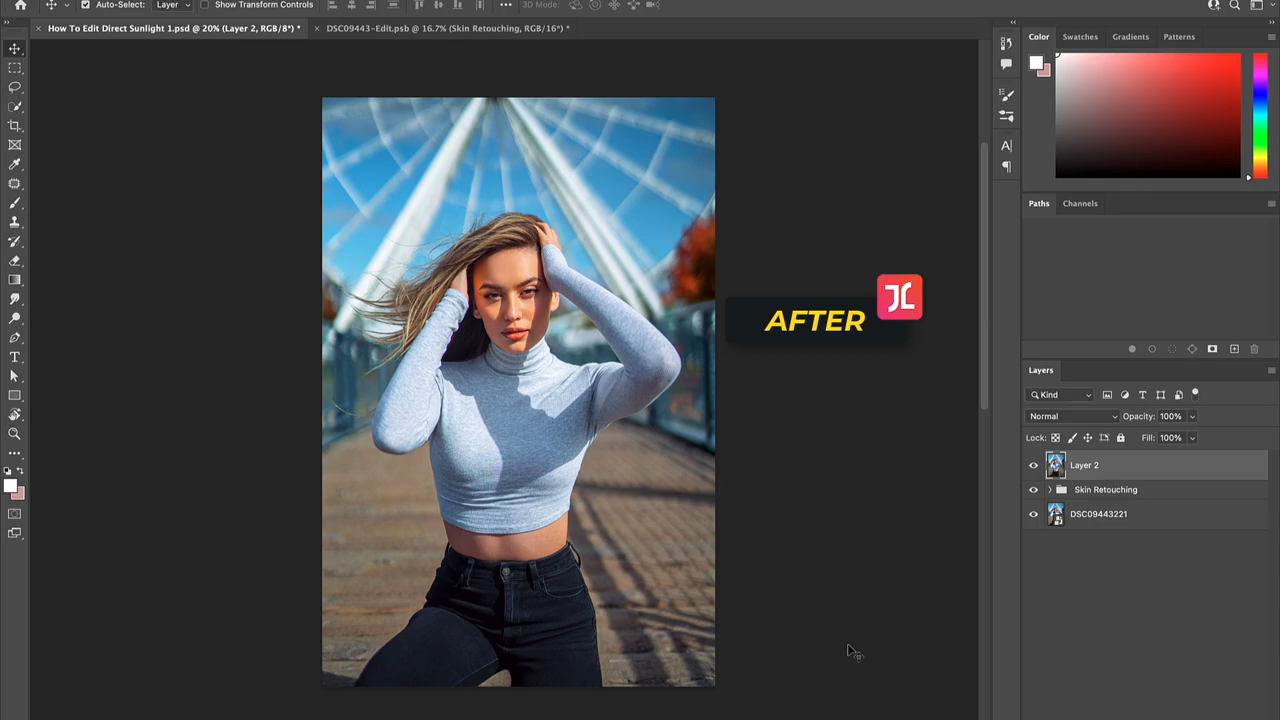 Auto-Select: Layer Show Transform Controls 3D Mode:
How To Edit Direct Sunlight 1.psd @ 20% (Layer 2, RGB/8*) * DSC09443-Edit.psb @ 16.7% (Skin Retouching, RGB/16*) *
Color Swatches Gradients Patterns
Paths Channels
AFTER
Layers
Kind
Normal Opacity: 100%
Lock: Fill: 100%
Layer 2
Skin Retouching
DSC09443221